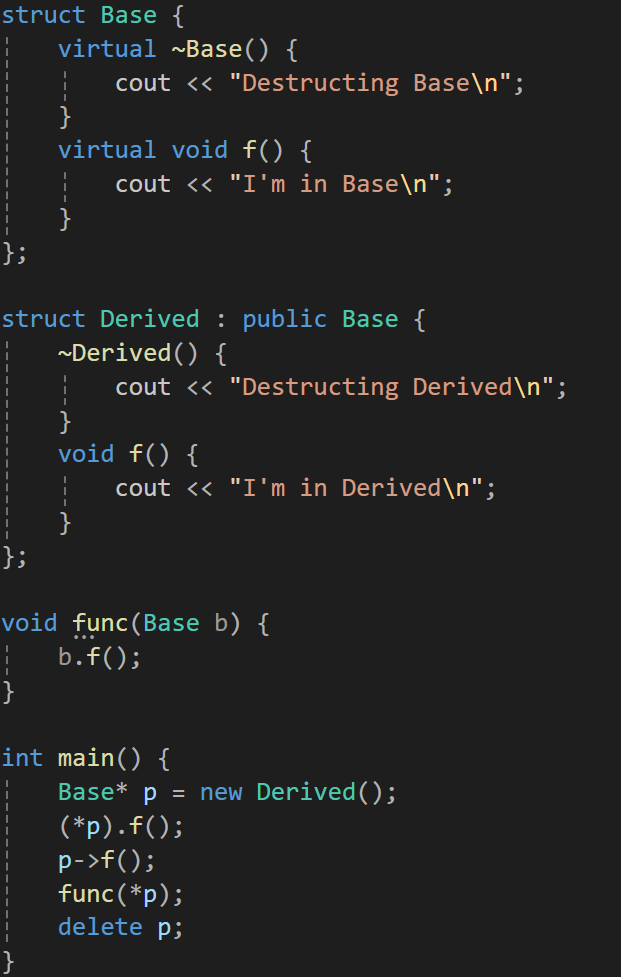 struct Base {
    virtual ~Base() {
        cout << "Destructing Base\n";
    }
    virtual void f() {
        cout << "I'm in Base\n";
    }
};

struct Derived : public Base {
    ~Derived() {
        cout << "Destructing Derived\n";
    }
    void f() {
        cout << "I'm in Derived\n";
    }
};

void func(Base b) {
    b.f();
}

int main() {
    Base* p = new Derived();
    (*p).f();
    p->f();
    func(*p);
    delete p;
}